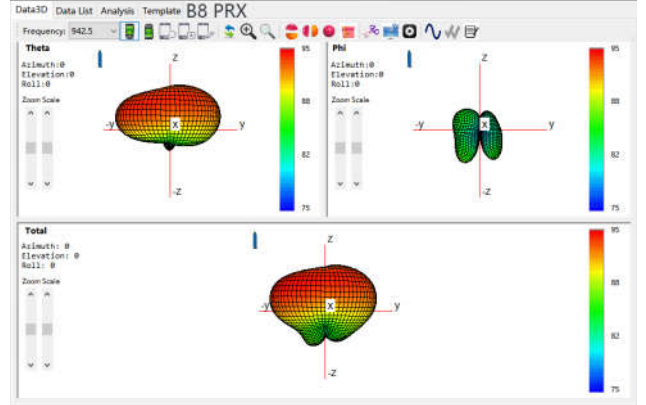 Data3D Data List Analysis Template B8 PRX
Frequency: 942.5
Theta
Azimuth:0
Elevation:0
Roll:0
Zoom Scale
Z
-y
X
y
-Z
95
88
82
75
Phi
Azimuth:0
Elevation:0
Roll:0
Zoom Scale
Z
-y
X
y
-Z
95
88
82
75
Total
Azimuth: 0
Elevation: 0
Roll: 0
Zoom Scale
Z
-y
X
y
-Z
95
88
82
75